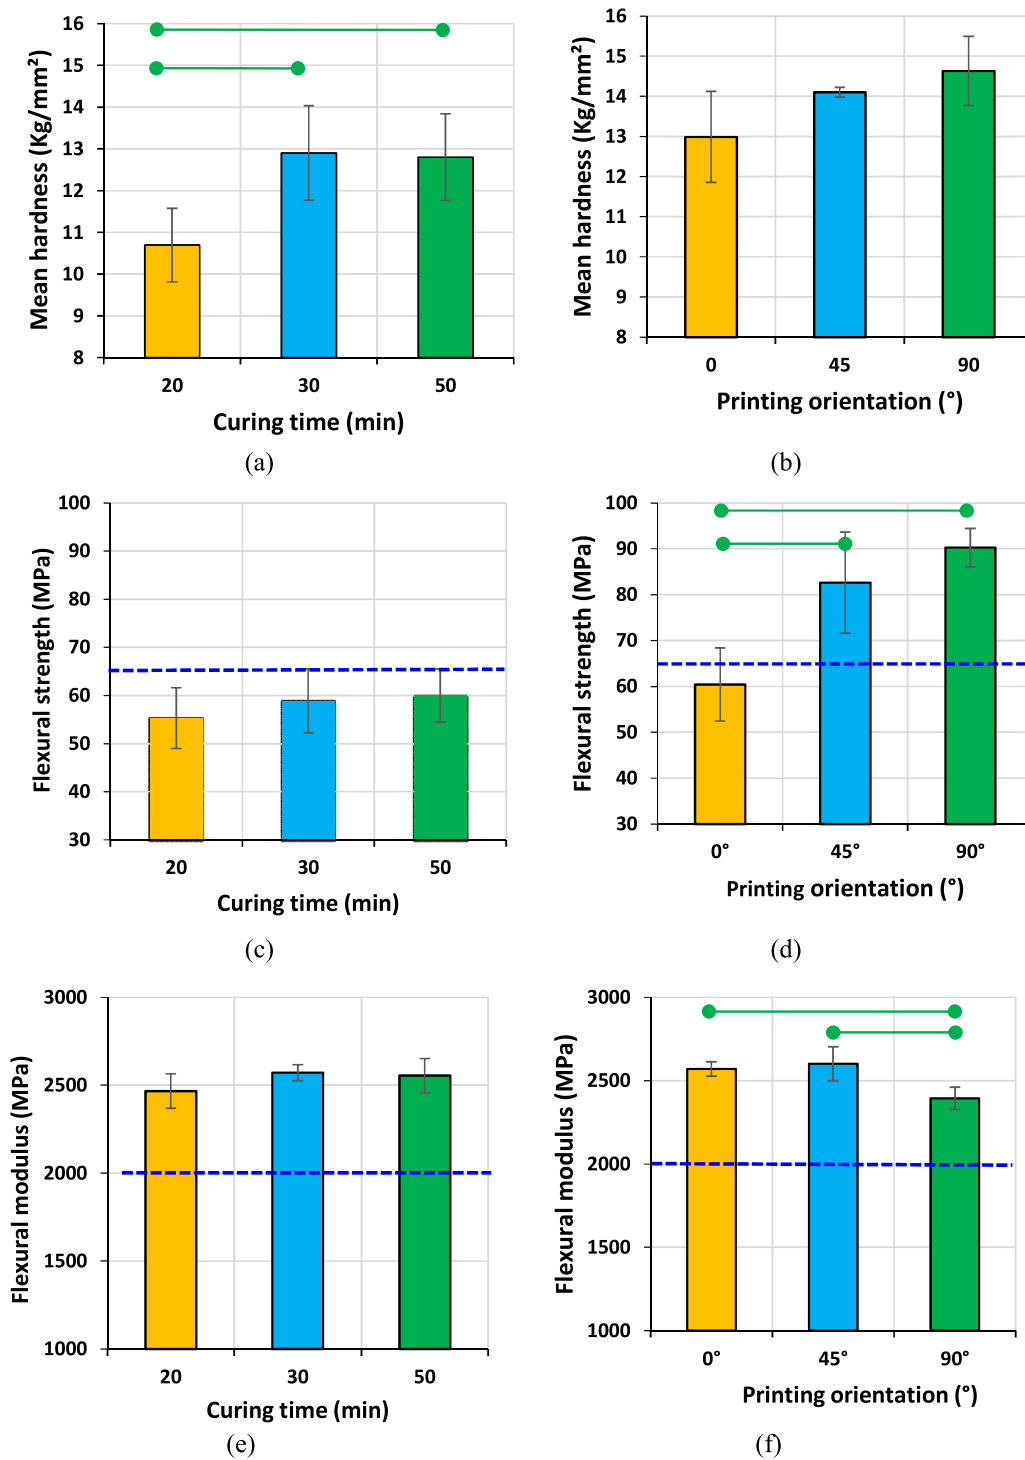 Mean hardness (Kg/mm²)
16
15
14
13
12
11
10
9
8
20 30 50
Curing time (min)
(a)
Mean hardness (Kg/mm²)
16
15
14
13
12
11
10
9
8
0 45 90
Printing orientation (°)
(b)
Flexural strength (MPa)
100
90
80
70
60
50
40
30
20 30 50
Curing time (min)
(c)
Flexural strength (MPa)
100
90
80
70
60
50
40
30
0° 45° 90°
Printing orientation (°)
(d)
Flexural modulus (MPa)
3000
2500
2000
1500
1000
20 30 50
Curing time (min)
(e)
Flexural modulus (MPa)
3000
2500
2000
1500
1000
0° 45° 90°
Printing orientation (°)
(f)